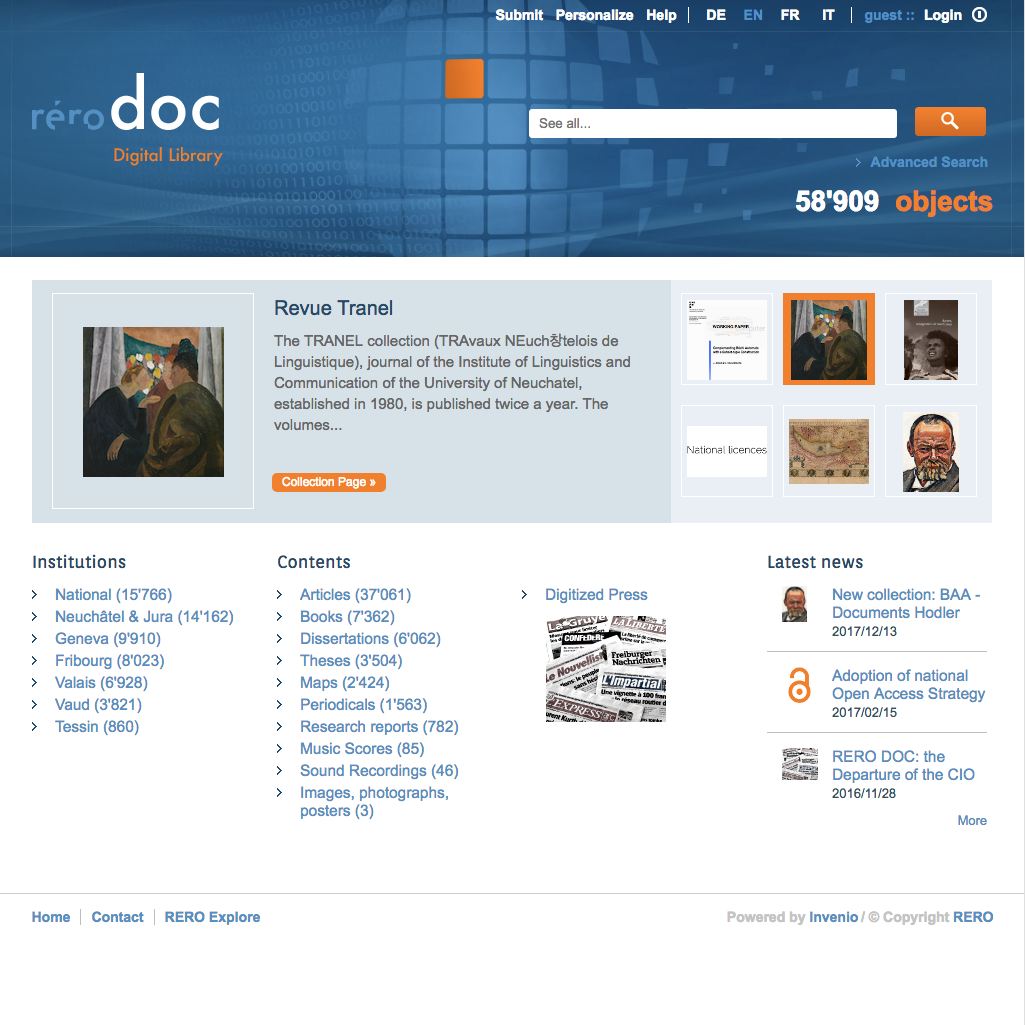 Submit Personalize Help DE EN FR IT guest :: Login
réro doc
Digital Library
See all...
Advanced Search
58'909 objects
Revue Tranel
The TRANEL collection (TRAvaux NEuch창telois de
Linguistique), journal of the Institute of Linguistics and
Communication of the University of Neuchatel,
established in 1980, is published twice a year. The
volumes...
Collection Page »
WORKING PAPER
National licences
Institutions
National (15'766)
Neuchâtel & Jura (14'162)
Geneva (9'910)
Fribourg (8'023)
Valais (6'928)
Vaud (3'821)
Tessin (860)
Contents
Articles (37'061)
Books (7'362)
Dissertations (6'062)
Theses (3'504)
Maps (2'424)
Periodicals (1'563)
Research reports (782)
Music Scores (85)
Sound Recordings (46)
Images, photographs,
posters (3)
Digitized Press
La Gruyè
LA LIBERTÉ
CONFÉDÉRÉ
Le Nouvelliste
Freiburger
Nachrichten
L'Impartial
L'EXPRESS
Latest news
New collection: BAA -
Documents Hodler
2017/12/13
Adoption of national
Open Access Strategy
2017/02/15
RERO DOC: the
Departure of the CIO
2016/11/28
More
Home Contact RERO Explore
Powered by Invenio / © Copyright RERO